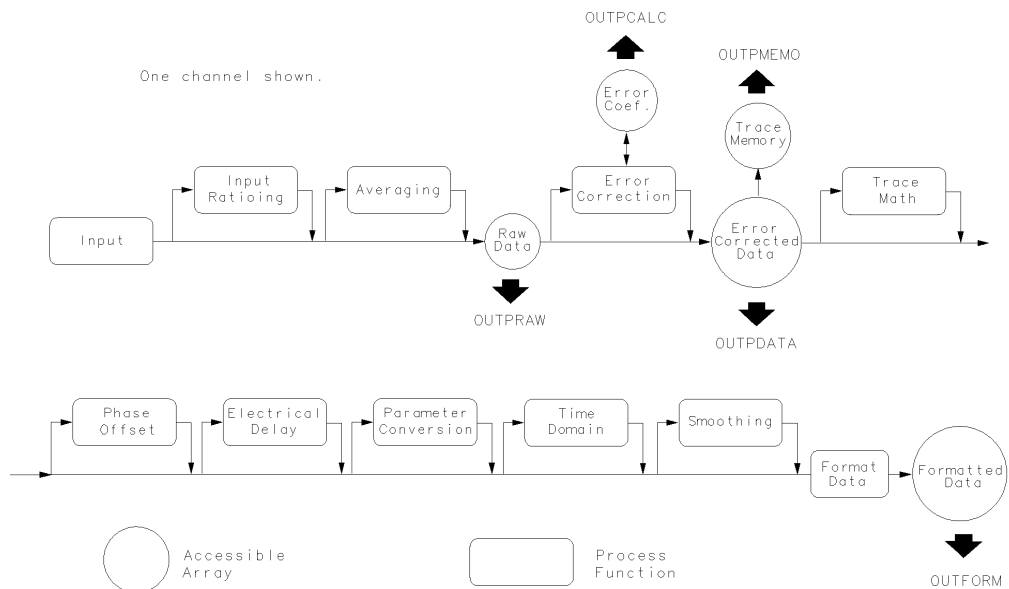 OUTPCALC
OUTPMEMO
One channel shown.
Error
Coef.
Trace
Memory
Input
Ratioing
Averaging
Error
Correction
Trace
Math
Input
Raw
Data
Error
Corrected
Data
OUTPRAW
OUTPDATA
Phase
Offset
Electrical
Delay
Parameter
Conversion
Time
Domain
Smoothing
Format
Data
Formatted
Data
Accessible
Array
Process
Function
OUTFORM